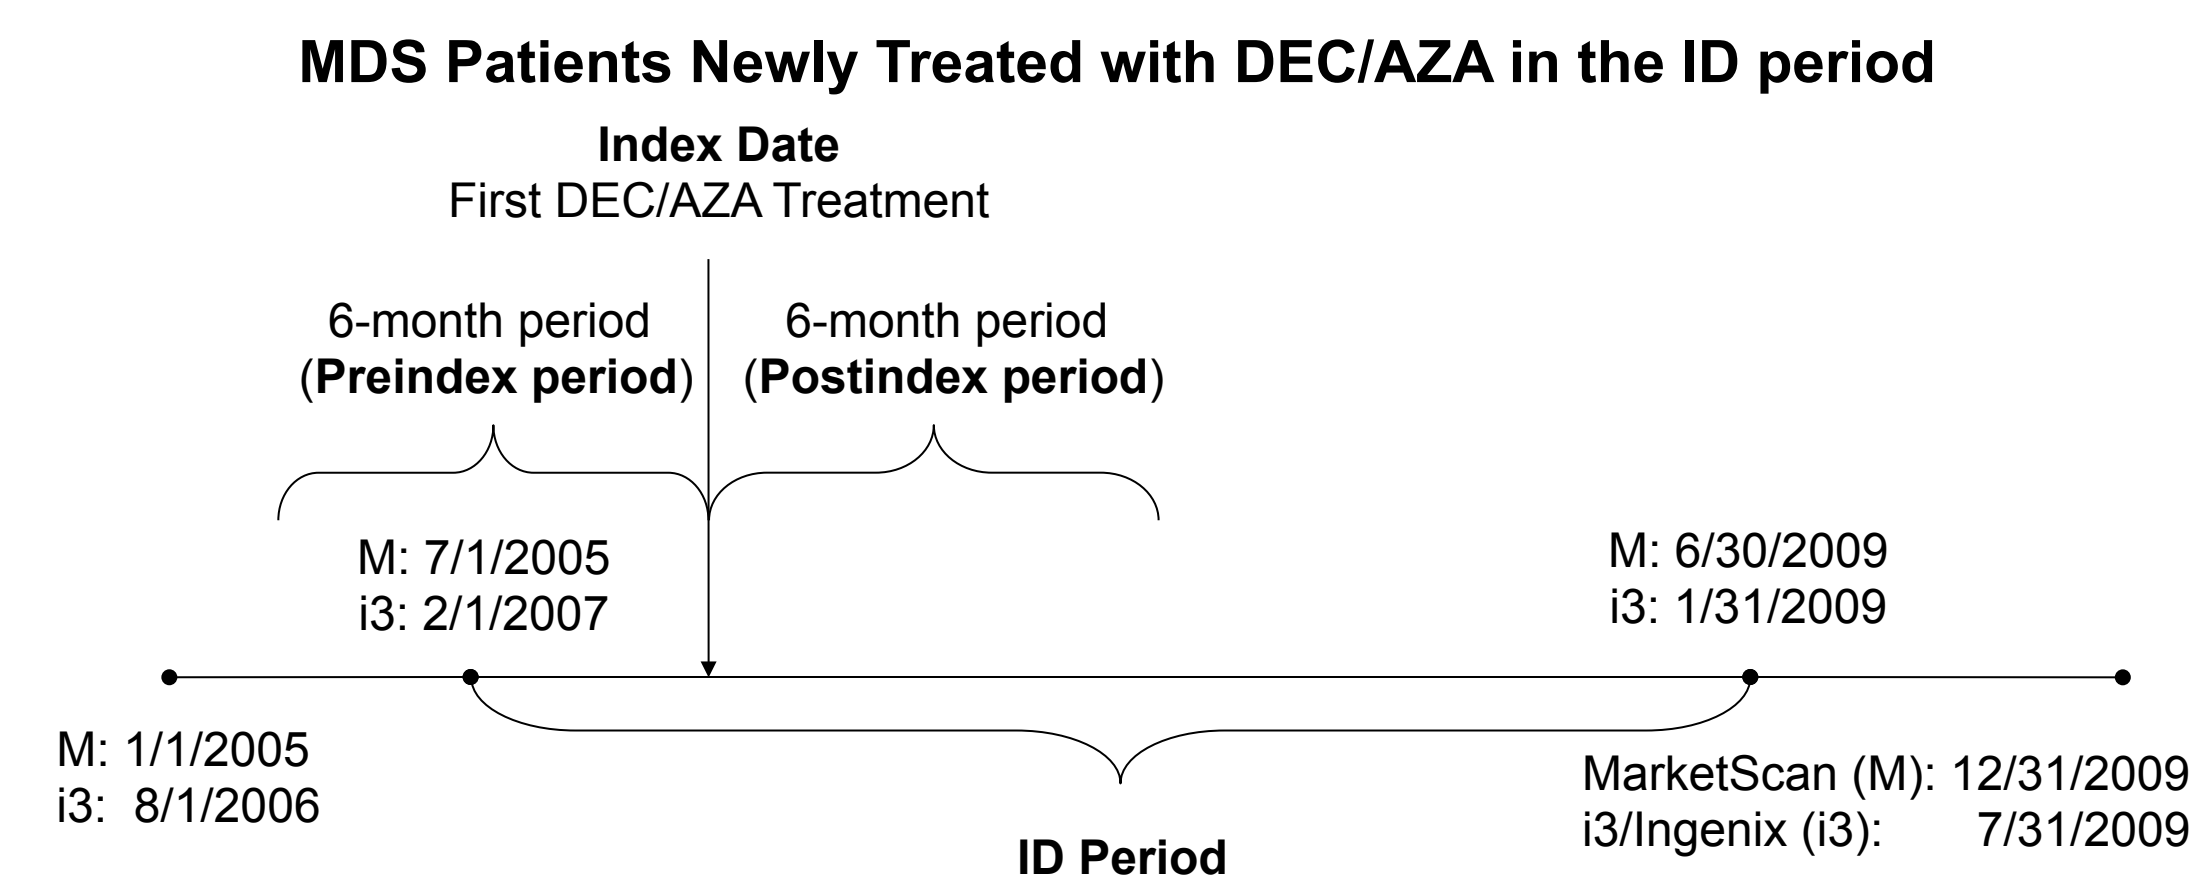 MDS Patients Newly Treated with DEC/AZA in the ID period
Index Date
First DEC/AZA Treatment
6-month period
(Preindex period)
6-month period
(Postindex period)
M: 7/1/2005
i3: 2/1/2007
M: 6/30/2009
i3: 1/31/2009
M: 1/1/2005
i3: 8/1/2006
MarketScan (M): 12/31/2009
i3/Ingenix (i3): 7/31/2009
ID Period